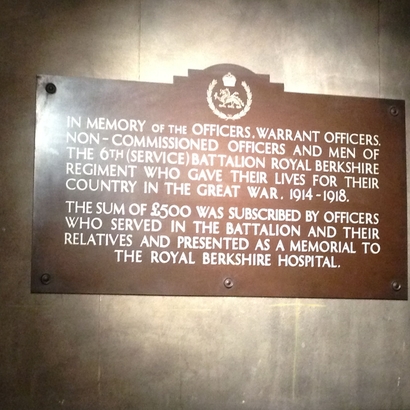 IN MEMORY OF THE OFFICERS, WARRANT OFFICERS,
NON-COMMISSIONED OFFICERS AND MEN OF
THE 6TH (SERVICE) BATTALION ROYAL BERKSHIRE
REGIMENT WHO GAVE THEIR LIVES FOR THEIR
COUNTRY IN THE GREAT WAR, 1914-1918.
THE SUM OF £500 WAS SUBSCRIBED BY OFFICERS
WHO SERVED IN THE BATTALION AND THEIR
RELATIVES AND PRESENTED AS A MEMORIAL TO
THE ROYAL BERKSHIRE HOSPITAL.